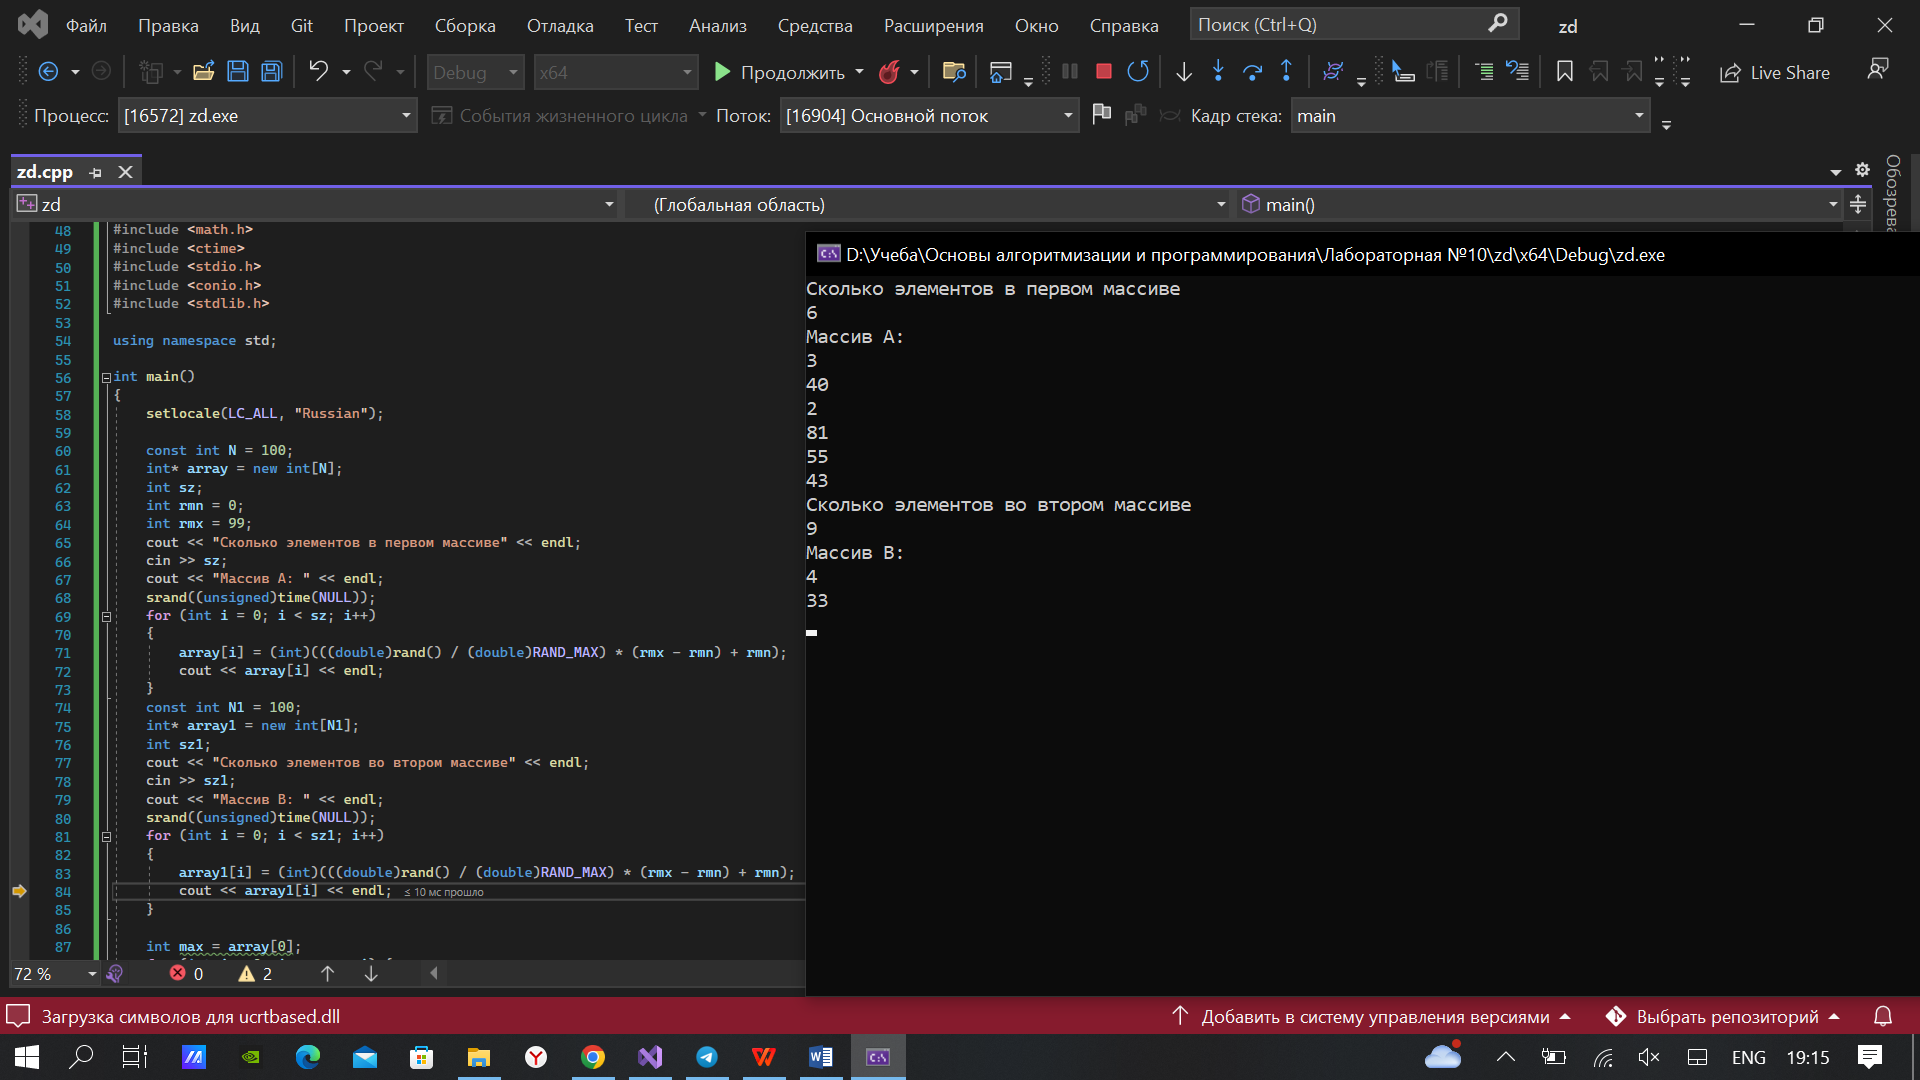 Файл Правка Вид Git Проект Сборка Отладка Тест Анализ Средства Расширения Окно Справка Поиск (Ctrl+Q) zd
Debug x64 Продолжить Live Share
Процесс: [16572] zd.exe События жизненного цикла Поток: [16904] Основной поток Кадр стека: main
zd.cpp
zd (Глобальная область) main()
48 #include <math.h>
49 #include <ctime>
50 #include <stdio.h>
51 #include <conio.h>
52 #include <stdlib.h>
53
54 using namespace std;
55
56 int main()
57 {
58 setlocale(LC_ALL, "Russian");
59
60 const int N = 100;
61 int* array = new int[N];
62 int sz;
63 int rmn = 0;
64 int rmx = 99;
65 cout << "Сколько элементов в первом массиве" << endl;
66 cin >> sz;
67 cout << "Массив A: " << endl;
68 srand((unsigned)time(NULL));
69 for (int i = 0; i < sz; i++)
70 {
71 array[i] = (int)(((double)rand() / (double)RAND_MAX) * (rmx - rmn) + rmn);
72 cout << array[i] << endl;
73 }
74 const int N1 = 100;
75 int* array1 = new int[N1];
76 int sz1;
77 cout << "Сколько элементов во втором массиве" << endl;
78 cin >> sz1;
79 cout << "Массив B: " << endl;
80 srand((unsigned)time(NULL));
81 for (int i = 0; i < sz1; i++)
82 {
83 array1[i] = (int)(((double)rand() / (double)RAND_MAX) * (rmx - rmn) + rmn);
84 cout << array1[i] << endl; ≤ 10 мс прошло
85 }
86
87 int max = array[0];
72 % 0 2
D:\Учеба\Основы алгоритмизации и программирования\Лабораторная №10\zd\x64\Debug\zd.exe
Сколько элементов в первом массиве
6
Массив A:
3
40
2
81
55
43
Сколько элементов во втором массиве
9
Массив B:
4
33
Загрузка символов для ucrtbased.dll Добавить в систему управления версиями Выбрать репозиторий
ENG 19:15